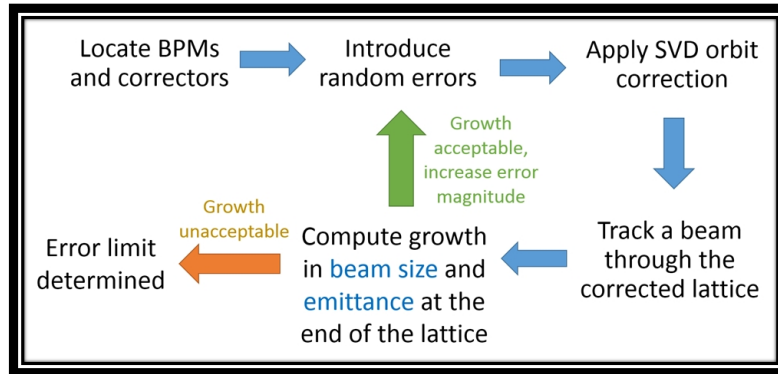 Locate BPMs
and correctors
Introduce
random errors
Apply SVD orbit
correction
Track a beam
through the
corrected lattice
Compute growth
in beam size and
emittance at the
end of the lattice
Growth
acceptable,
increase error
magnitude
Growth
unacceptable
Error limit
determined